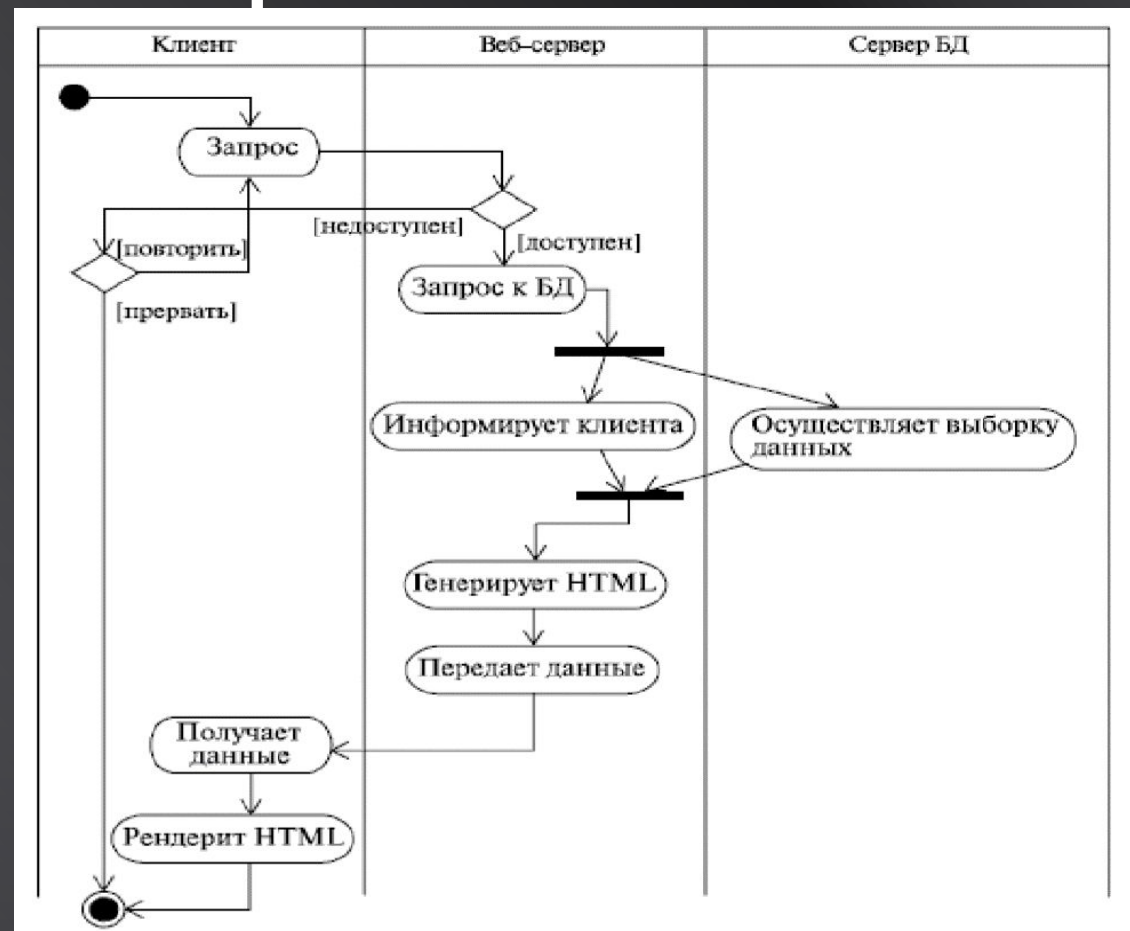 Клиент
Веб-сервер
Сервер БД
Запрос
[недоступен]
[повторить]
[доступен]
Запрос к БД
[прервать]
Информирует клиента
Осуществляет выборку
данных
Генерирует HTML
Передает данные
Получает
данные
Рендерит HTML